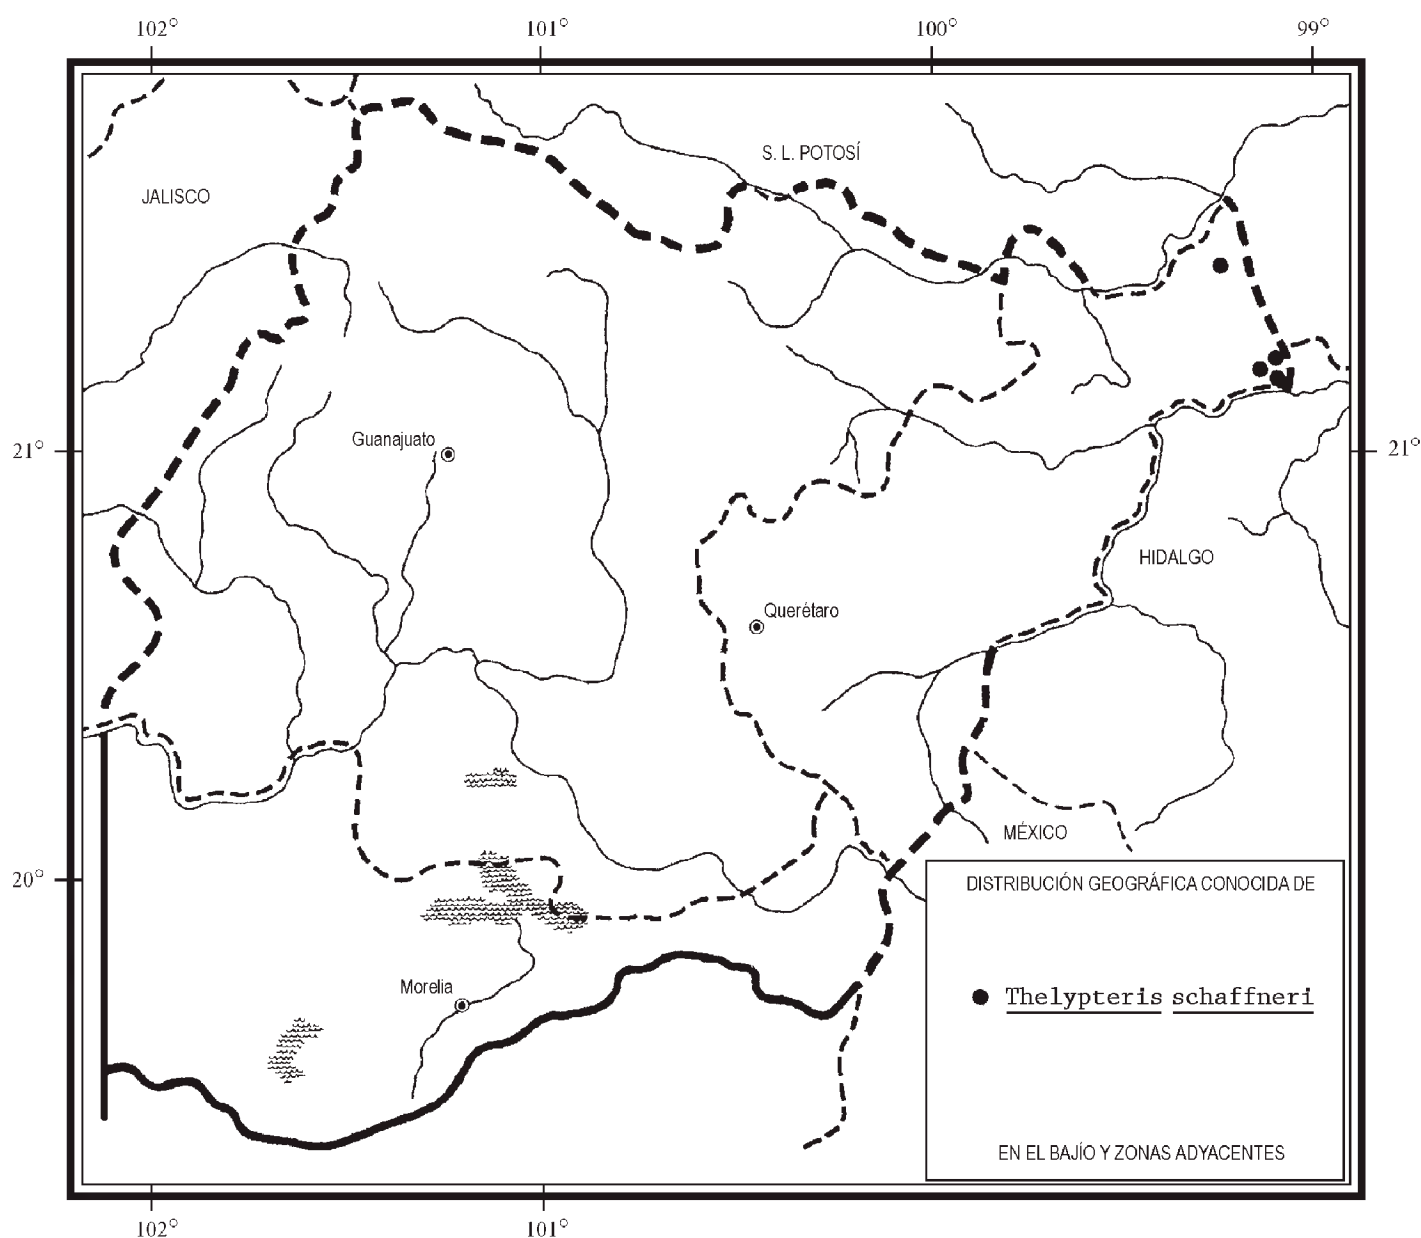 102° 101° 100° 99°
S. L. POTOSÍ
JALISCO
Guanajuato
21° 21°
HIDALGO
Querétaro
MÉXICO
20°
DISTRIBUCIÓN GEOGRÁFICA CONOCIDA DE
Morelia
Thelypteris schaffneri
EN EL BAJÍO Y ZONAS ADYACENTES
102° 101°